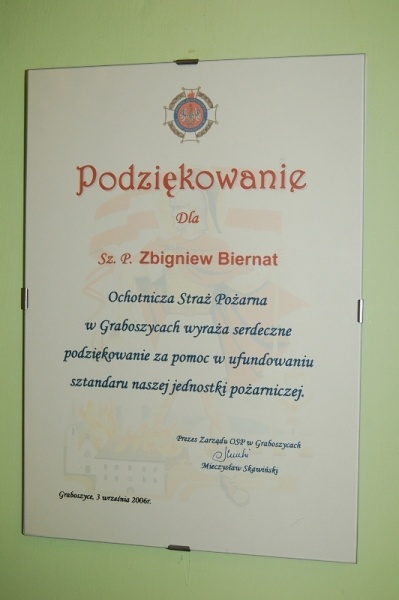 Podziękowanie
Dla
Sz. P. Zbigniew Biernat
Ochotnicza Straż Pożarna
w Graboszycach wyraża serdeczne
podziękowanie za pomoc w ufundowaniu
sztandaru naszej jednostki pożarniczej.
Prezes Zarządu OSP w Graboszycach
Mieczysław Skawiński
Graboszyce, 3 września 2006r.